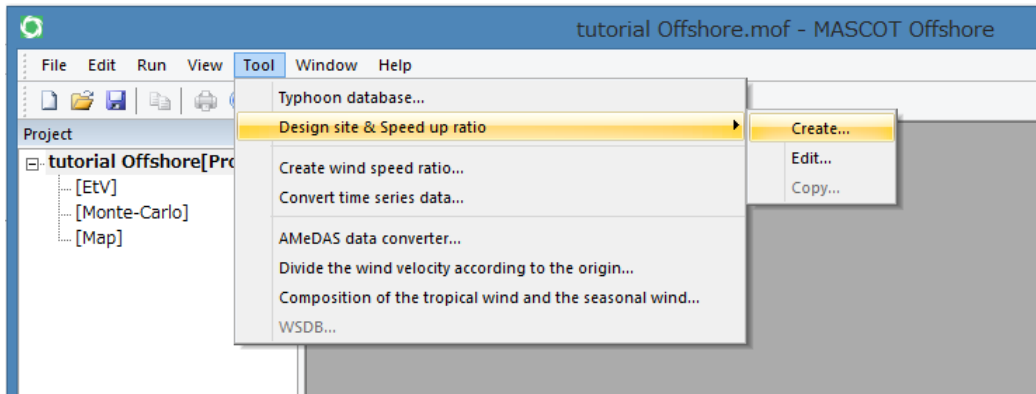 tutorial Offshore.mof - MASCOT Offshore
File Edit Run View Tool Window Help
Project
tutorial Offshore[Pro
[EtV]
[Monte-Carlo]
[Map]
Typhoon database...
Design site & Speed up ratio
Create wind speed ratio...
Convert time series data...
AMeDAS data converter...
Divide the wind velocity according to the origin...
Composition of the tropical wind and the seasonal wind...
WSDB...
Create...
Edit...
Copy...